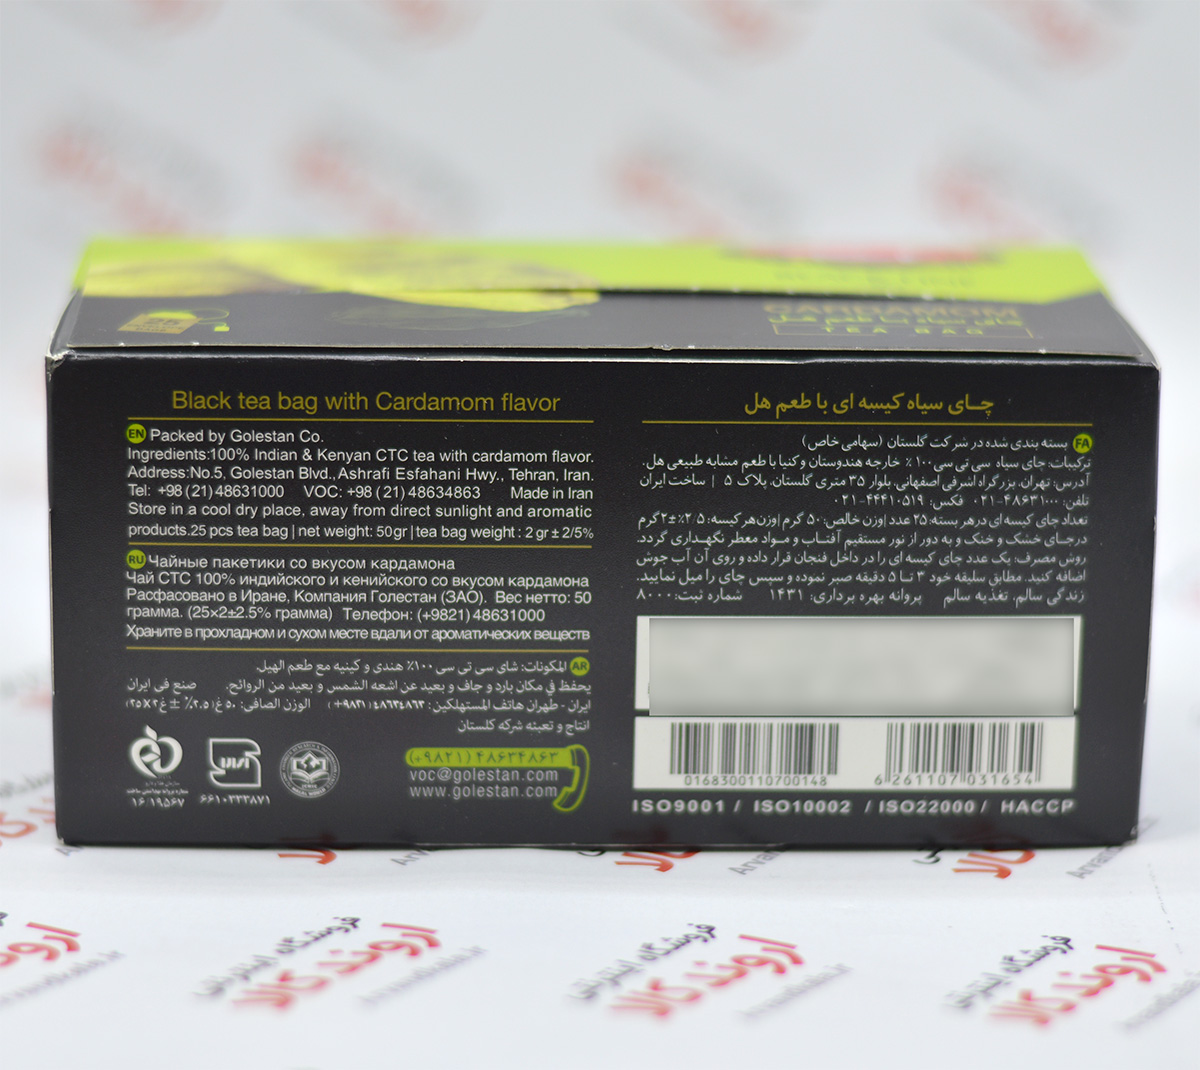 CARDAMOM
چای سیاه با طعم هل
TEA BAG
25
Black tea bag with Cardamom flavor
EN Packed by Golestan Co.
Ingredients:100% Indian & Kenyan CTC tea with cardamom flavor.
Address:No.5, Golestan Blvd., Ashrafi Esfahani Hwy., Tehran, Iran.
Tel: +98 (21) 48631000 VOC: +98 (21) 48634863 Made in Iran
Store in a cool dry place, away from direct sunlight and aromatic
products.25 pcs tea bag | net weight: 50gr | tea bag weight : 2 gr ± 2/5%
RU Чайные пакетики со вкусом кардамона
Чай СТС 100% индийского и кенийского со вкусом кардамона
Расфасовано в Иране, Компания Голестан (ЗАО). Вес нетто: 50
грамма. (25x2±2.5% грамма) Телефон: (+9821) 48631000
Храните в прохладном и сухом месте вдали от ароматических веществ
AR المكونات: شای سی تی سی ١٠٠٪ هندی و کینیه مع طعم الهیل.
یحفظ في مکان بارد و جاف و بعید عن اشعه الشمس و بعید من الروائح. صنع فی ایران
ایران - طهران هاتف المستهلکین: ۴۸۶۳۴۸۶۳ (۹۸۲۱+) الوزن الصافی: ۵۰ غ (۲.۵٪ ± غ ۲×۲۵)
انتاج و تعبئه شرکه کلستان
(+۹۸۲۱) ۴۸۶۳۴۸۶۳
voc@golestan.com
www.golestan.com
۱۶/۱۹۵۶۷
۶۶۱۰۳۳۳۸۷۱
چای سیاه کیسه ای با طعم هل
FA بسته بندی شده در شرکت گلستان (سهامی خاص)
ترکیبات: چای سیاه سی تی سی ۱۰۰٪ خارجه هندوستان و کنیا با طعم مشابه طبیعی هل.
آدرس: تهران، بزرگراه اشرفی اصفهانی، بلوار ۳۵ متری گلستان، پلاک ۵ | ساخت ایران
تلفن: ۴۸۶۳۱۰۰۰-۰۲۱ فکس: ۴۴۴۱۰۵۱۹-۰۲۱
تعداد چای کیسه ای در هر بسته: ۲۵ عدد | وزن خالص: ۵۰ گرم | وزن هر کیسه: ۲/۵٪±۲ گرم
در جای خشک و خنک و به دور از نور مستقیم آفتاب و مواد معطر نگهداری گردد.
روش مصرف: یک عدد چای کیسه ای را در داخل فنجان قرار داده و روی آن آب جوش
اضافه کنید. مطابق سلیقه خود ۳ تا ۵ دقیقه صبر نموده و سپس چای را میل نمایید.
زندگی سالم، تغذیه سالم پروانه بهره برداری: ۱۴۳۱ شماره ثبت: ۸۰۰۰
0168300110700148
6 261107 031654
ISO9001 / ISO10002 / ISO22000 / HACCP
فروشگاه اینترنتی
اروند کالا